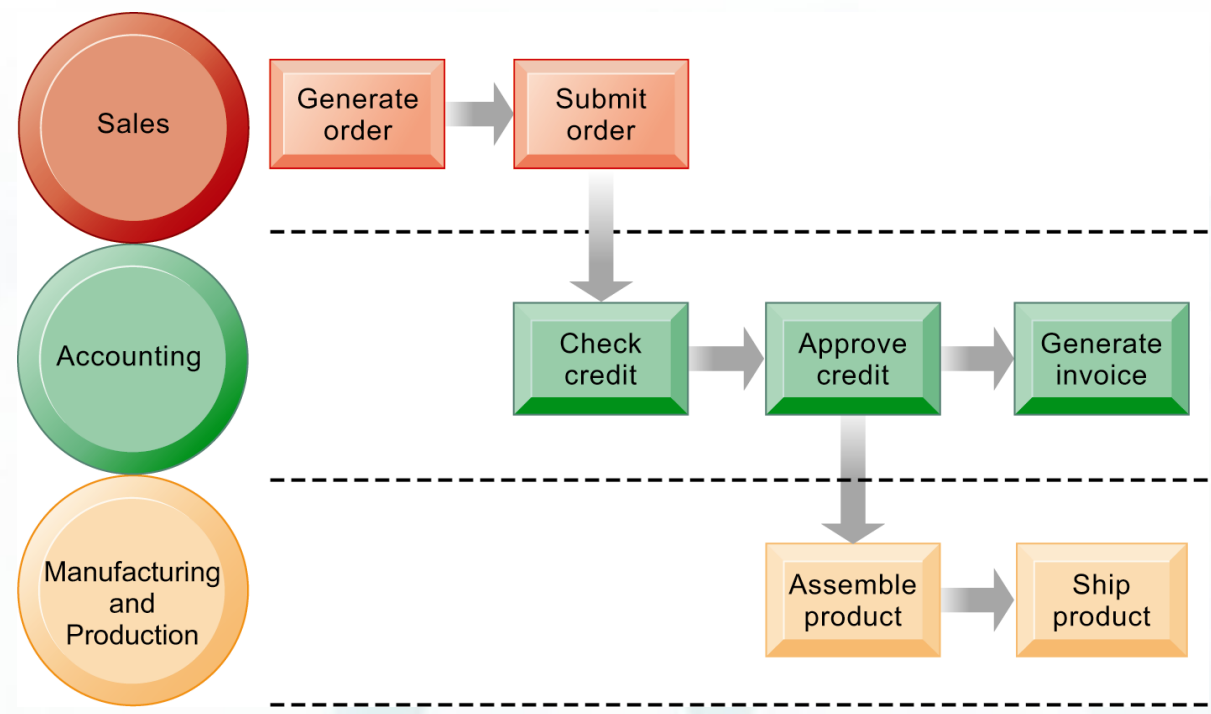 Sales
Generate
order
Submit
order
Accounting
Check
credit
Approve
credit
Generate
invoice
Manufacturing
and
Production
Assemble
product
Ship
product